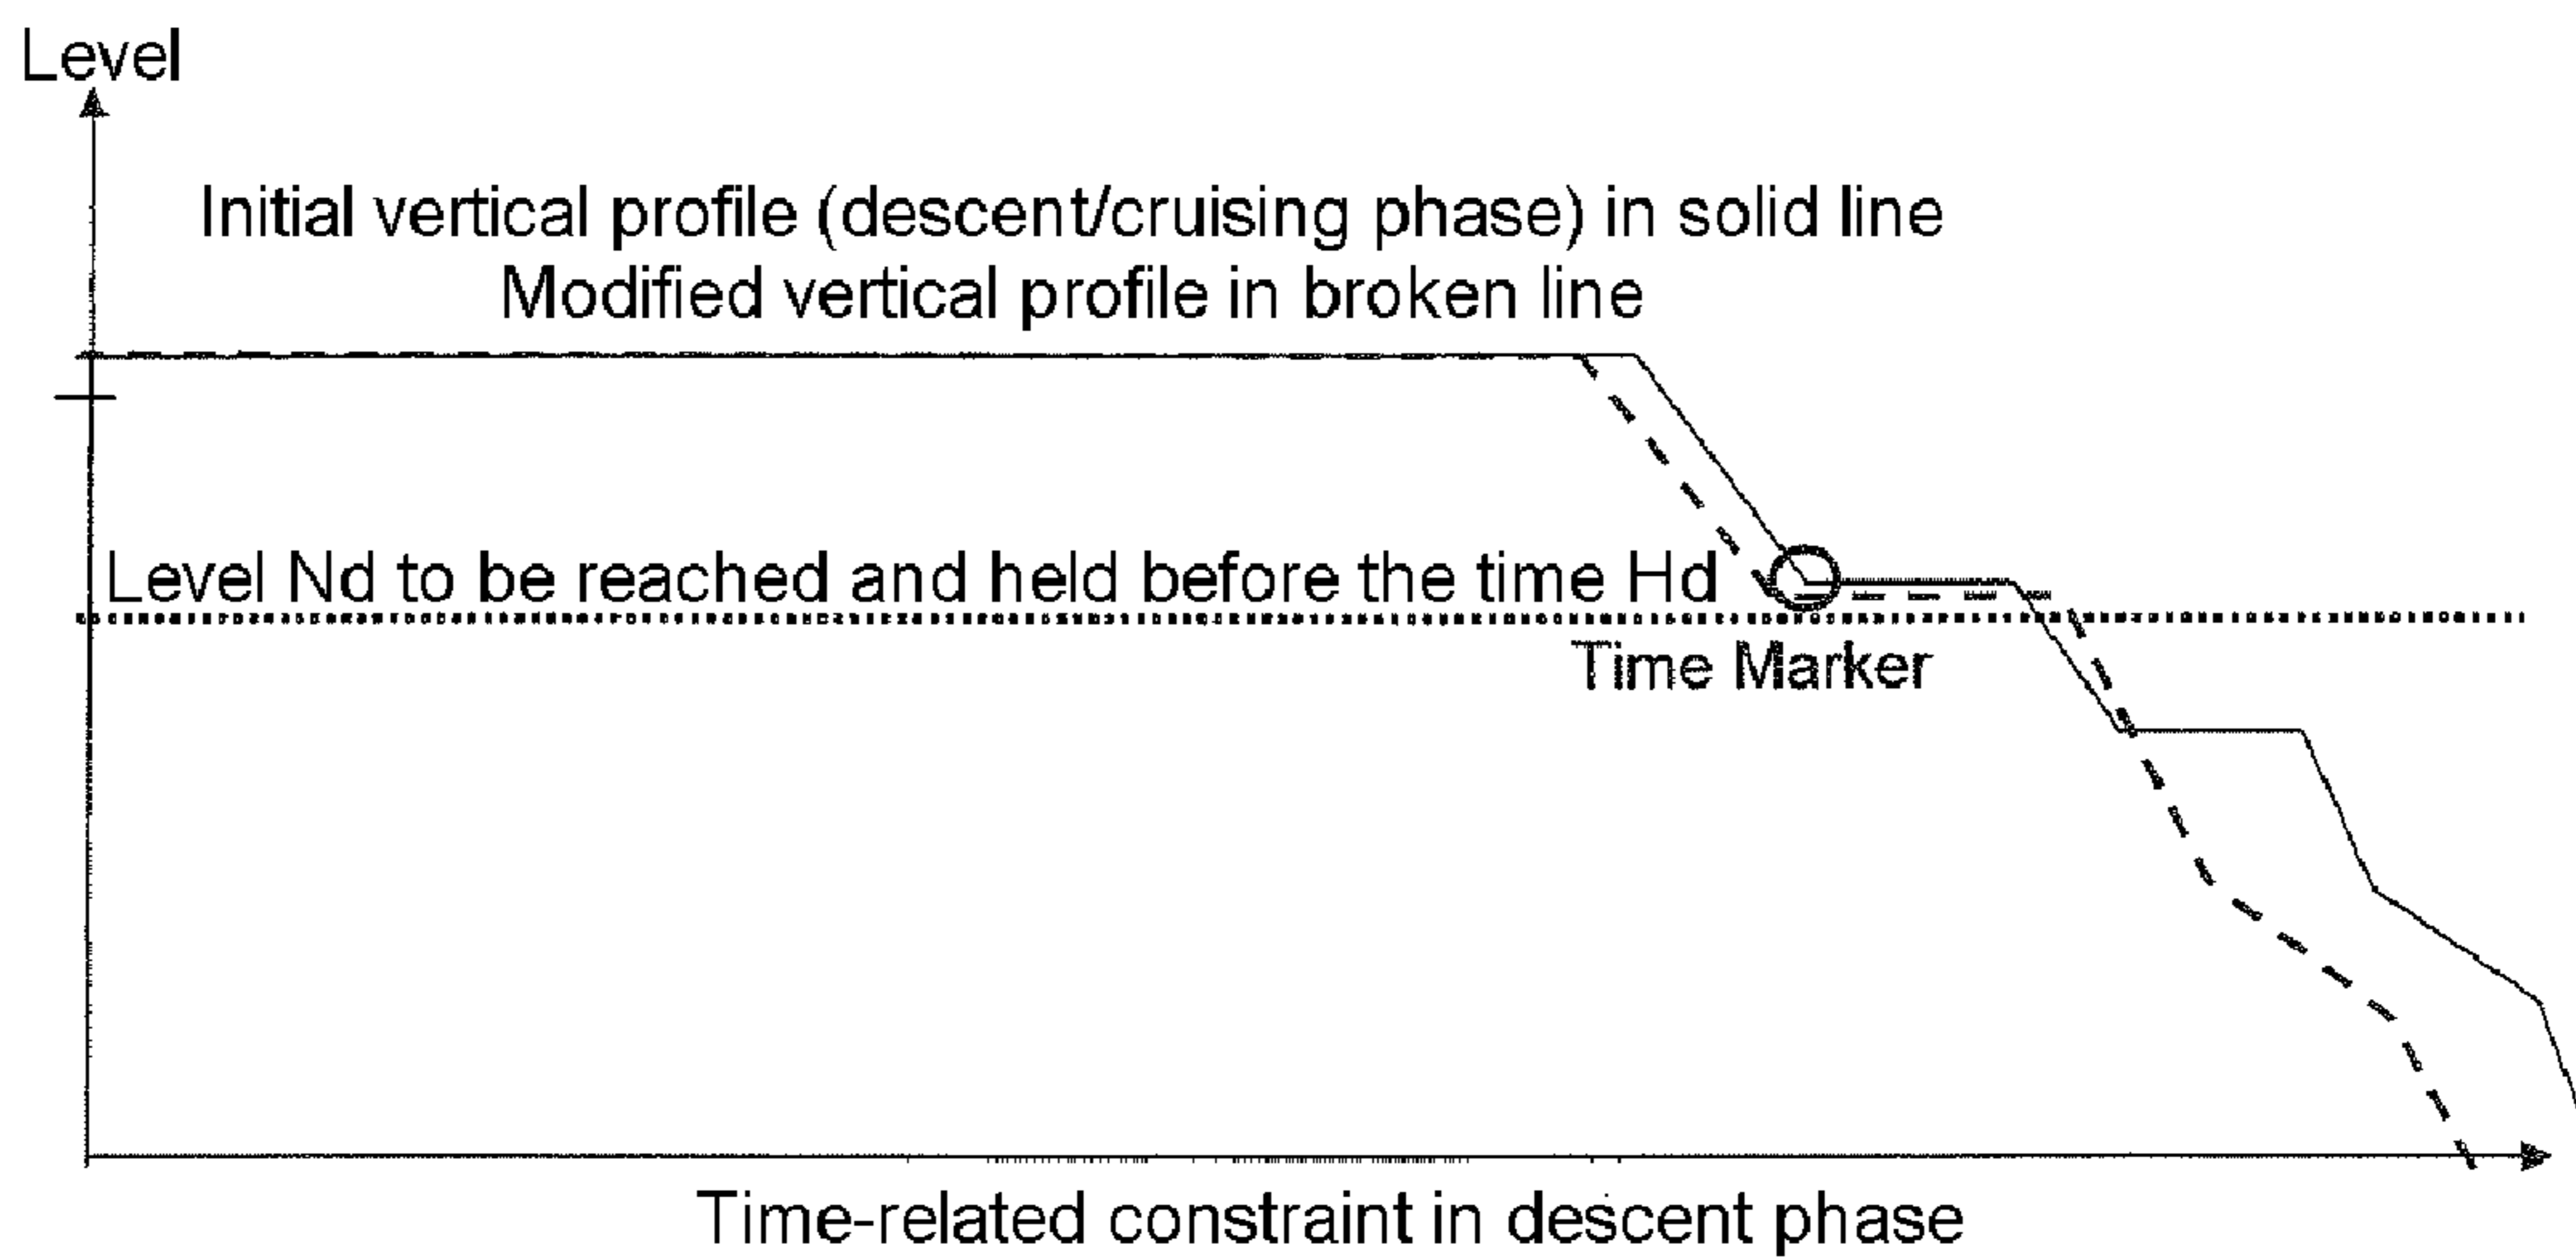 Level
Initial vertical profile (descent/cruising phase) in solid line
Modified vertical profile in broken line
Level Nd to be reached and held before the time Hd
Time Marker
Time-related constraint in descent phase